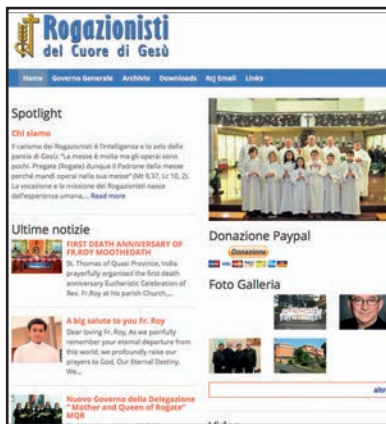 Rogazionisti
del Cuore di Gesù
Home Governo Generale Archivio Downloads Rcj Email Links
Spotlight
Chi siamo
Il carisma dei Rogazionisti è l'intelligenza e lo zelo della
parola di Gesù: "La messe è molta ma gli operai sono
pochi. Pregate (Rogate) dunque il Padrone della messe
perché mandi operai nella sua messe" (Mt 9,37, Lc 10, 2).
La vocazione e la missione dei Rogazionisti nasce
dall'esperienza umana,... Read more
Ultime notizie
FIRST DEATH ANNIVERSARY OF
FR.ROY MOOTHEDATH
St. Thomas of Quasi Province, India
prayerfully organised the first death
anniversary Eucharistic Celebration of
Rev. Fr.Roy at his parish Church,...
A big salute to you Fr. Roy
Dear loving Fr. Roy, As we painfully
remember your eternal departure from
this world, we profoundly raise our
prayers to God, Our Eternal Destiny.
We...
Nuovo Governo della Delegazione
"Mother and Queen of Rogate"
MQR
Donazione Paypal
Donazione
Foto Galleria
altr